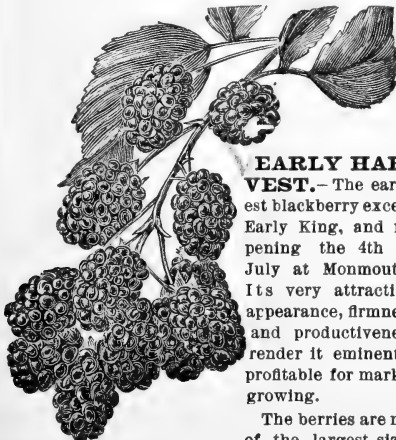 EARLY HAR
VEST.– The ear
est blackberry exce
Early King, and r
pening the 4th
July at Monmout
Its very attracti
appearance, firmne
and productivene
render it eminent
profitable for mark
growing.
The berries are n
of the largest siz